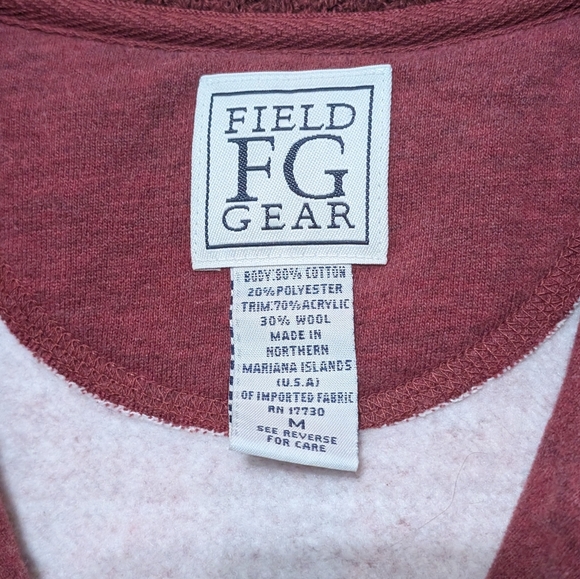 FIELD
FG
GEAR
BODY:80% COTTON
20% POLYESTER
TRIM:70% ACRYLIC
30% WOOL
MADE IN
NORTHERN
MARIANA ISLANDS
(U.S.A)
OF IMPORTED FABRIC
RN 17730
M
SEE REVERSE
FOR CARE